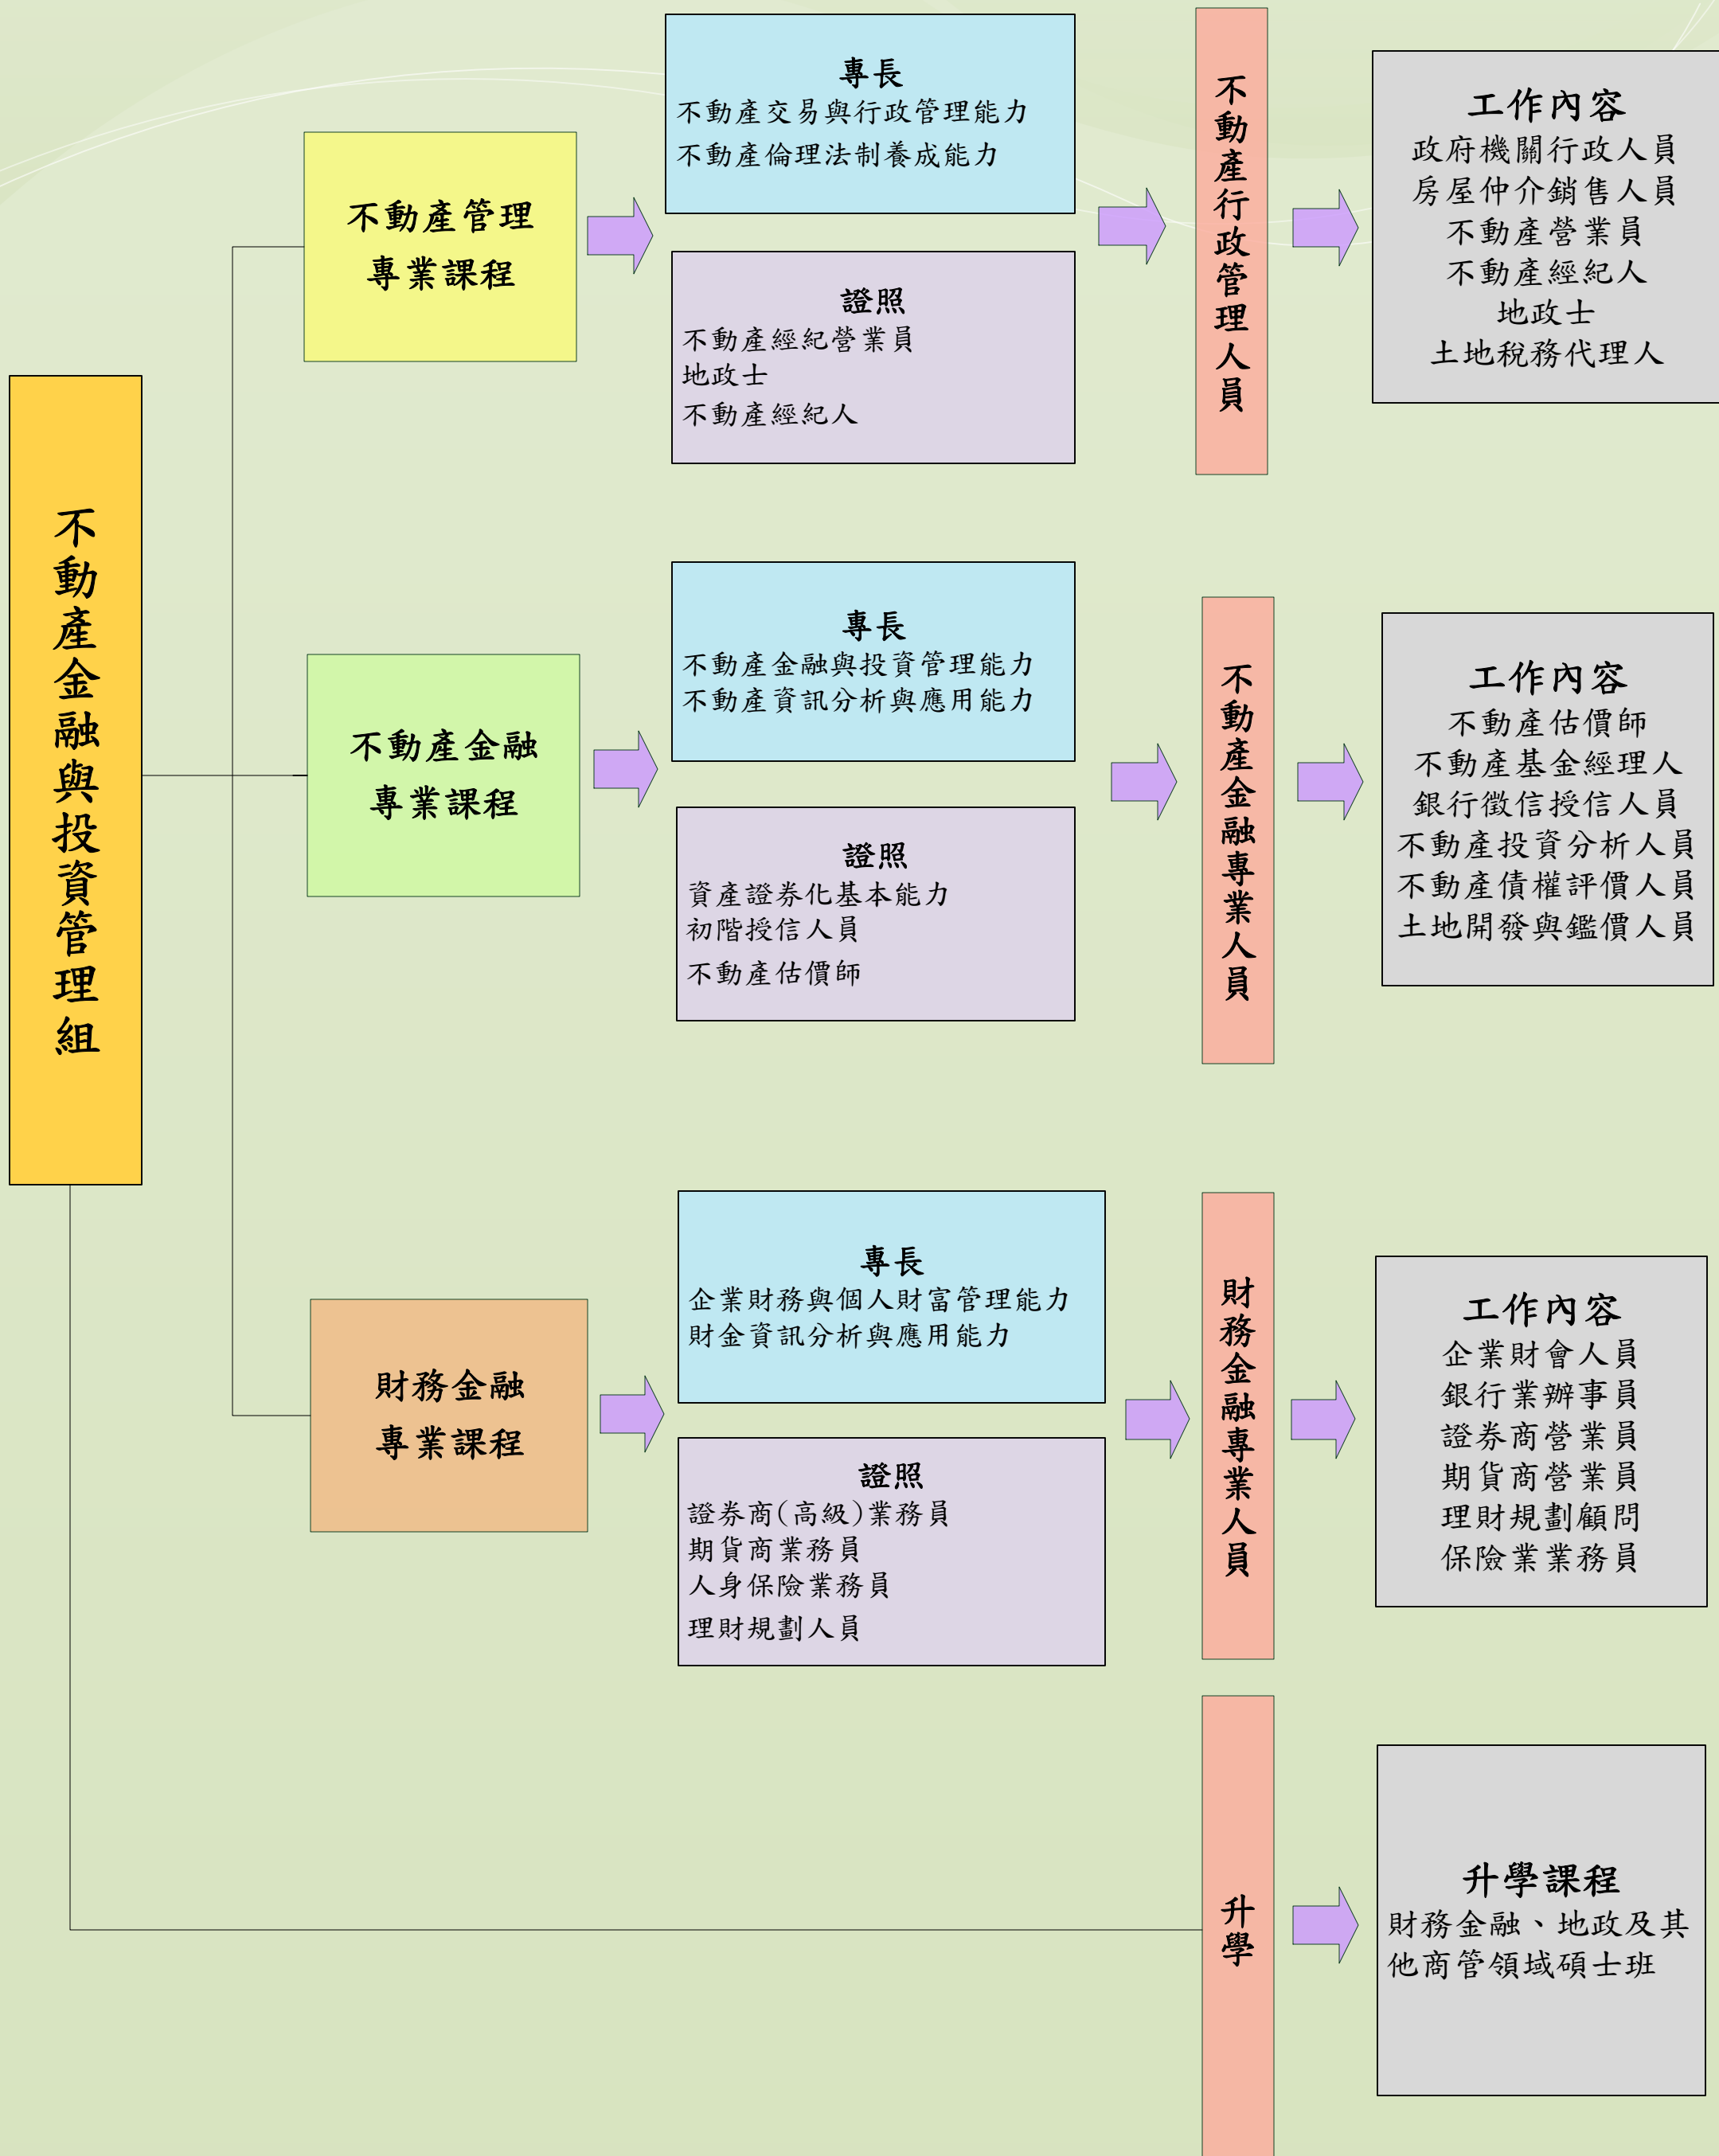 不動產金融與投資管理組
不動產管理
專業課程
專長
不動產交易與行政管理能力
不動產倫理法制養成能力
證照
不動產經紀營業員
地政士
不動產經紀人
不動產行政管理人員
工作內容
政府機關行政人員
房屋仲介銷售人員
不動產營業員
不動產經紀人
地政士
土地稅務代理人
不動產金融
專業課程
專長
不動產金融與投資管理能力
不動產資訊分析與應用能力
證照
資產證券化基本能力
初階授信人員
不動產估價師
不動產金融專業人員
工作內容
不動產估價師
不動產基金經理人
銀行徵信授信人員
不動產投資分析人員
不動產債權評價人員
土地開發與鑑價人員
財務金融
專業課程
專長
企業財務與個人財富管理能力
財金資訊分析與應用能力
證照
證券商(高級)業務員
期貨商業務員
人身保險業務員
理財規劃人員
財務金融專業人員
工作內容
企業財會人員
銀行業辦事員
證券商營業員
期貨商營業員
理財規劃顧問
保險業業務員
升學
升學課程
財務金融、地政及其
他商管領域碩士班